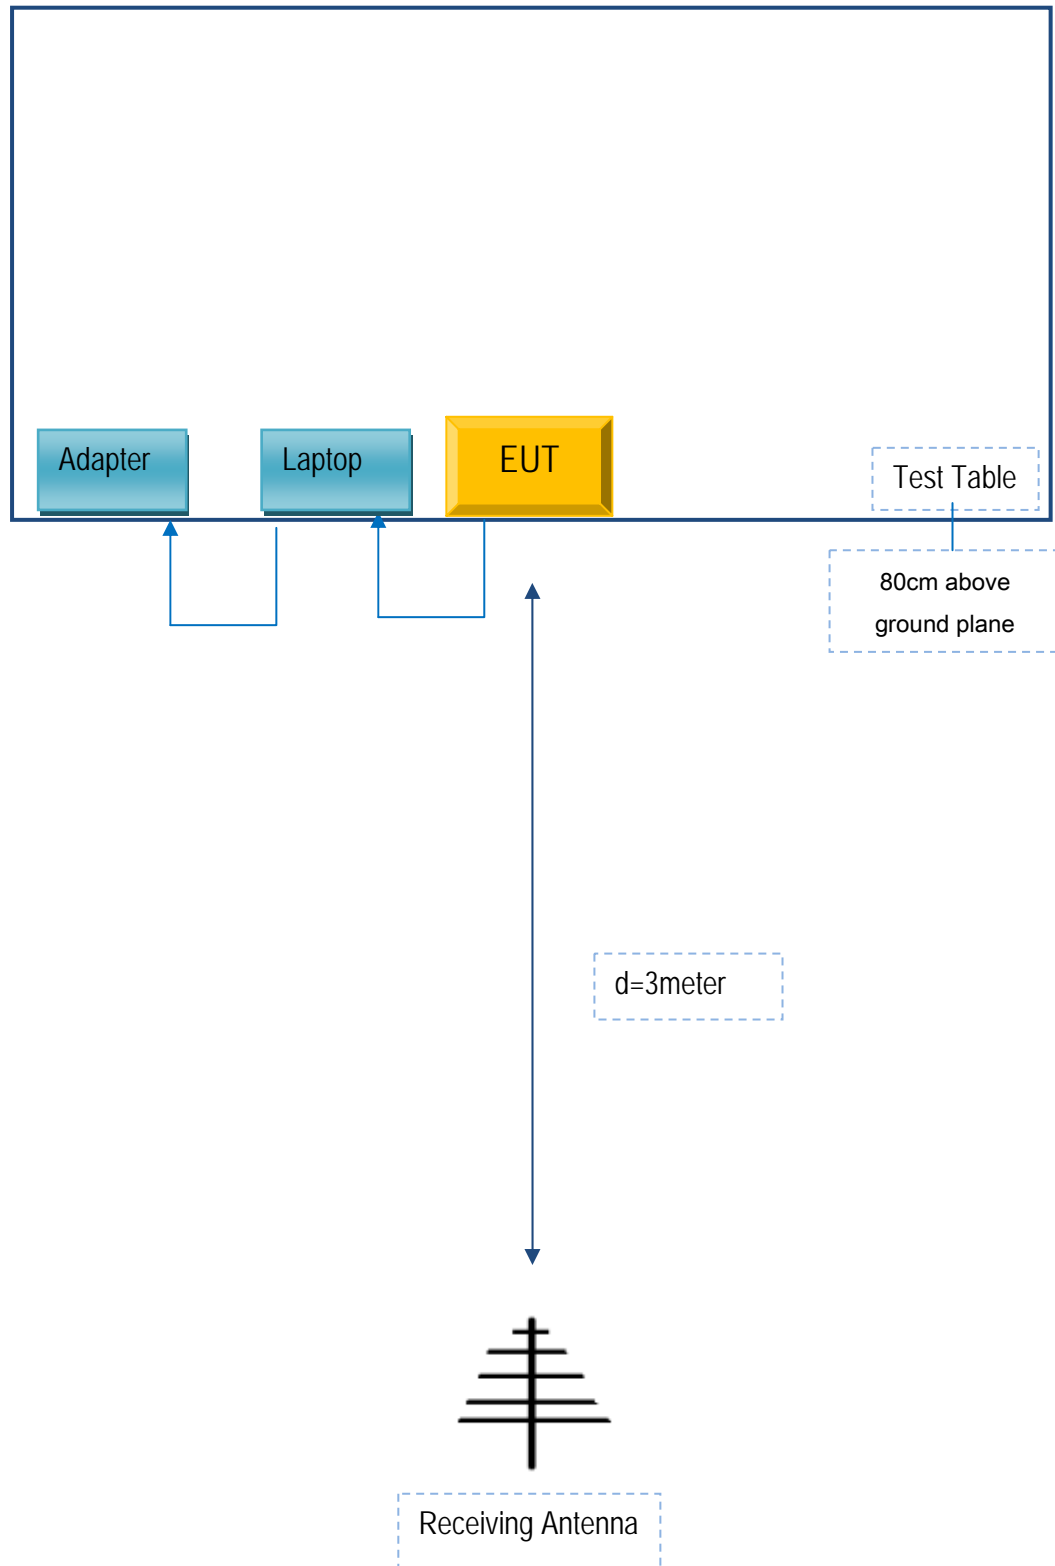 Adapter
Laptop
EUT
Test Table
80cm above
ground plane
d=3meter
Receiving Antenna